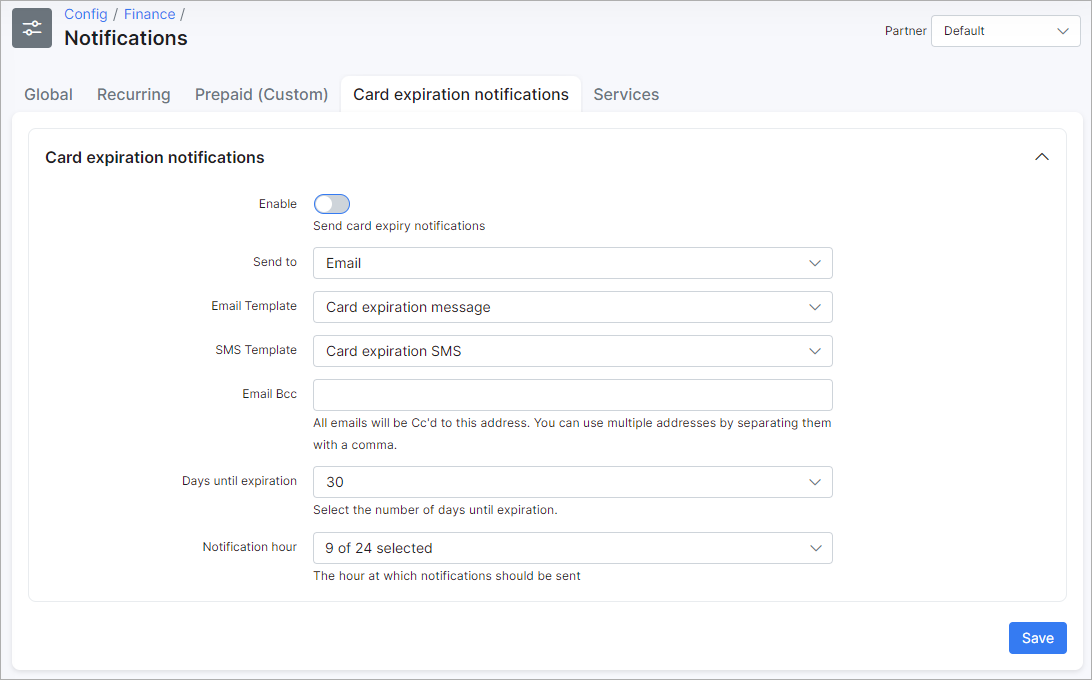 Config / Finance /
Notifications
Partner Default
Global Recurring Prepaid (Custom) Card expiration notifications Services
Card expiration notifications
Enable
Send card expiry notifications
Send to Email
Email Template Card expiration message
SMS Template Card expiration SMS
Email Bcc
All emails will be Cc'd to this address. You can use multiple addresses by separating them
with a comma.
Days until expiration 30
Select the number of days until expiration.
Notification hour 9 of 24 selected
The hour at which notifications should be sent
Save